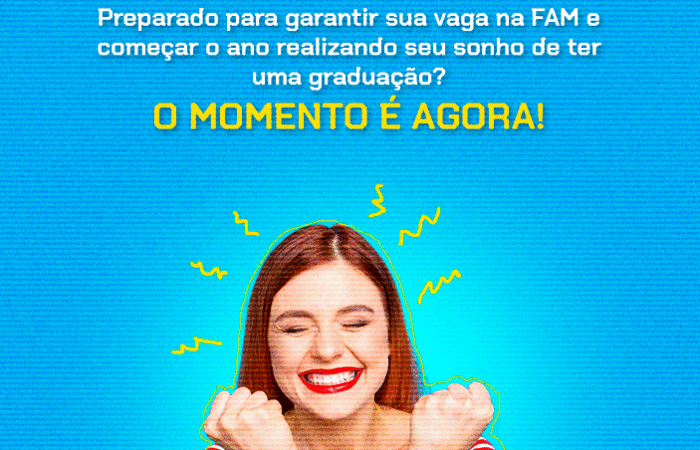 Preparado para garantir sua vaga na FAM e
começar o ano realizando seu sonho de ter
uma graduação?
O MOMENTO É AGORA!